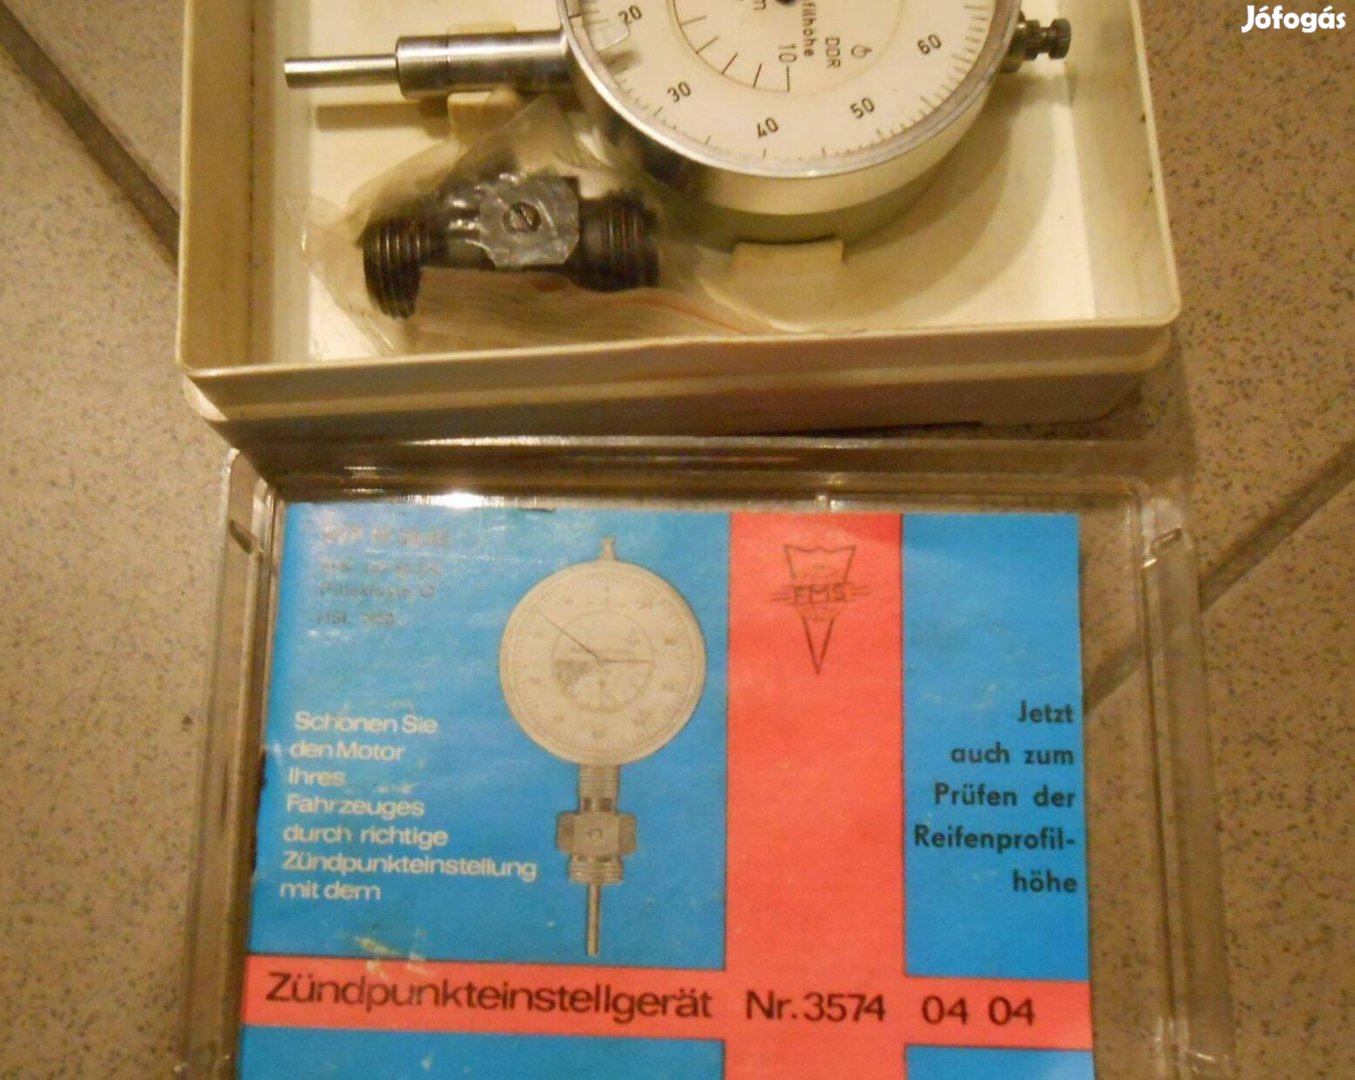 Jófogás
20
30
40
50
60
10
DDR
Schonen Sie
den Motor
Ihres
Fahrzeuges
durch richtige
Zündpunkteinstellung
mit dem
FMS
Jetzt
auch zum
Prüfen der
Reifenprofil-
höhe
Zündpunkteinstellgerät Nr. 3574 04 04